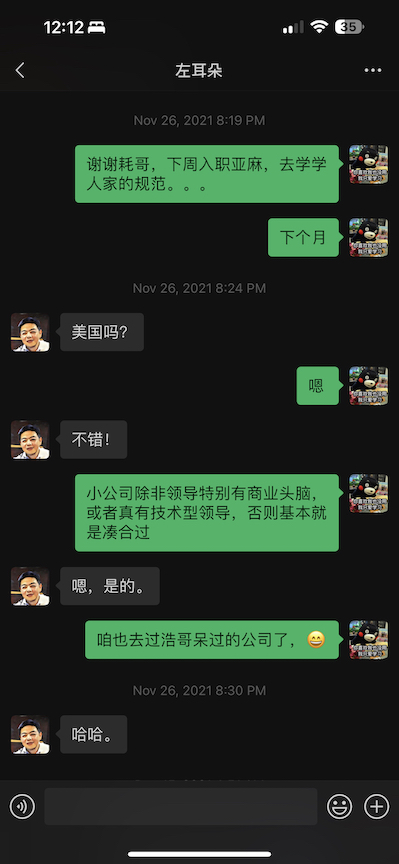 12:12
35
左耳朵
Nov 26, 2021 8:19 PM
谢谢耗哥，下周入职亚麻，去学学
人家的规范。。。
下个月
Nov 26, 2021 8:24 PM
美国吗？
嗯
不错！
小公司除非领导特别有商业头脑，
或者真有技术型领导，否则基本就
是凑合过
嗯，是的。
咱也去过浩哥呆过的公司了，😄
Nov 26, 2021 8:30 PM
哈哈。